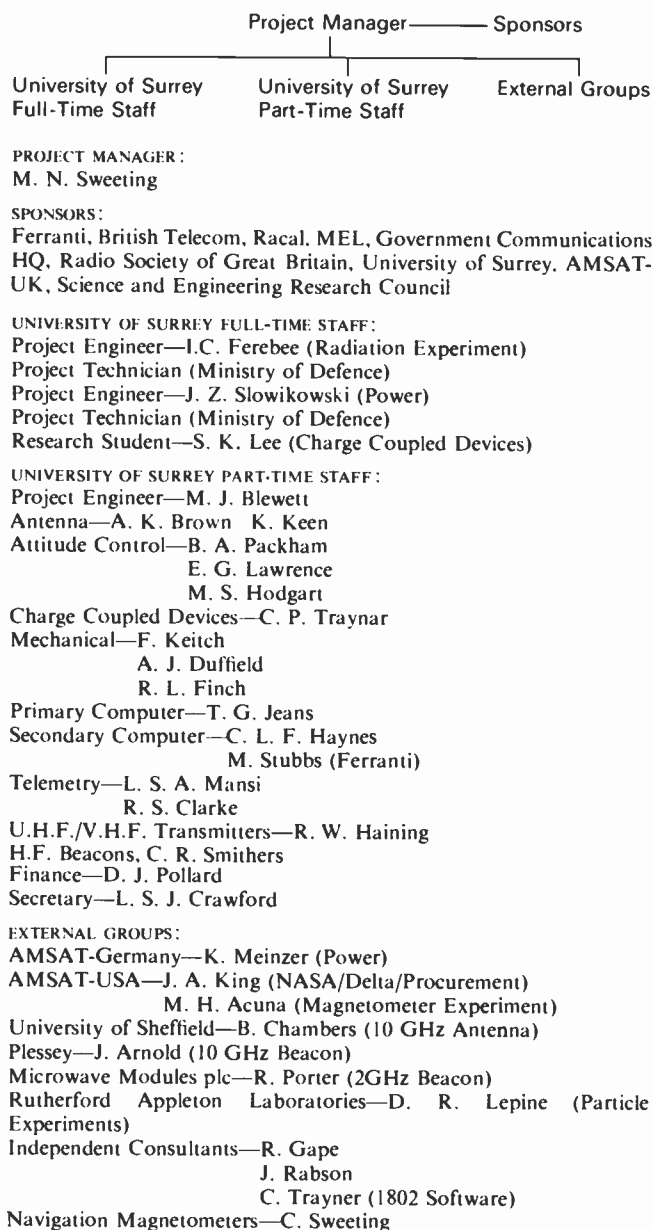 Project Manager——Sponsors
University of Surrey University of Surrey External Groups
Full-Time Staff Part-Time Staff
PROJECT MANAGER:
M. N. Sweeting
SPONSORS:
Ferranti, British Telecom, Racal, MEL, Government Communications
HQ, Radio Society of Great Britain, University of Surrey, AMSAT-
UK, Science and Engineering Research Council
UNIVERSITY OF SURREY FULL-TIME STAFF:
Project Engineer—I.C. Ferebee (Radiation Experiment)
Project Technician (Ministry of Defence)
Project Engineer—J. Z. Slowikowski (Power)
Project Technician (Ministry of Defence)
Research Student—S. K. Lee (Charge Coupled Devices)
UNIVERSITY OF SURREY PART-TIME STAFF:
Project Engineer—M. J. Blewett
Antenna—A. K. Brown K. Keen
Attitude Control—B. A. Packham
E. G. Lawrence
M. S. Hodgart
Charge Coupled Devices—C. P. Traynar
Mechanical—F. Keitch
A. J. Duffield
R. L. Finch
Primary Computer—T. G. Jeans
Secondary Computer—C. L. F. Haynes
M. Stubbs (Ferranti)
Telemetry—L. S. A. Mansi
R. S. Clarke
U.H.F./V.H.F. Transmitters—R. W. Haining
H.F. Beacons, C. R. Smithers
Finance—D. J. Pollard
Secretary—L. S. J. Crawford
EXTERNAL GROUPS:
AMSAT-Germany—K. Meinzer (Power)
AMSAT-USA—J. A. King (NASA/Delta/Procurement)
M. H. Acuna (Magnetometer Experiment)
University of Sheffield—B. Chambers (10 GHz Antenna)
Plessey—J. Arnold (10 GHz Beacon)
Microwave Modules plc—R. Porter (2GHz Beacon)
Rutherford Appleton Laboratories—D. R. Lepine (Particle
Experiments)
Independent Consultants—R. Gape
J. Rabson
C. Trayner (1802 Software)
Navigation Magnetometers—C. Sweeting